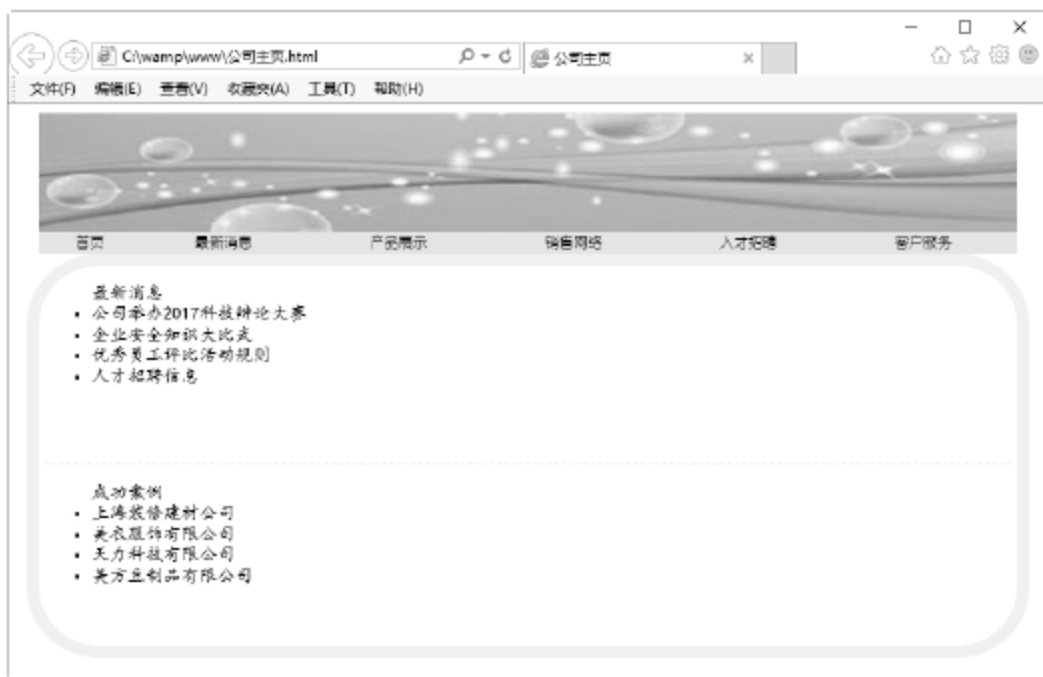 C:\wamp\www\公司主页.html
公司主页
文件(F) 编辑(E) 查看(V) 收藏夹(A) 工具(T) 帮助(H)
首页 最新消息 产品展示 销售网络 人才招聘 客户服务
最新消息
公司举办2017科技辩论大赛
企业安全知识大比武
优秀员工评比活动规则
人才招聘信息
成功案例
上海装修建材公司
美衣服饰有限公司
天力科技有限公司
美方豆制品有限公司